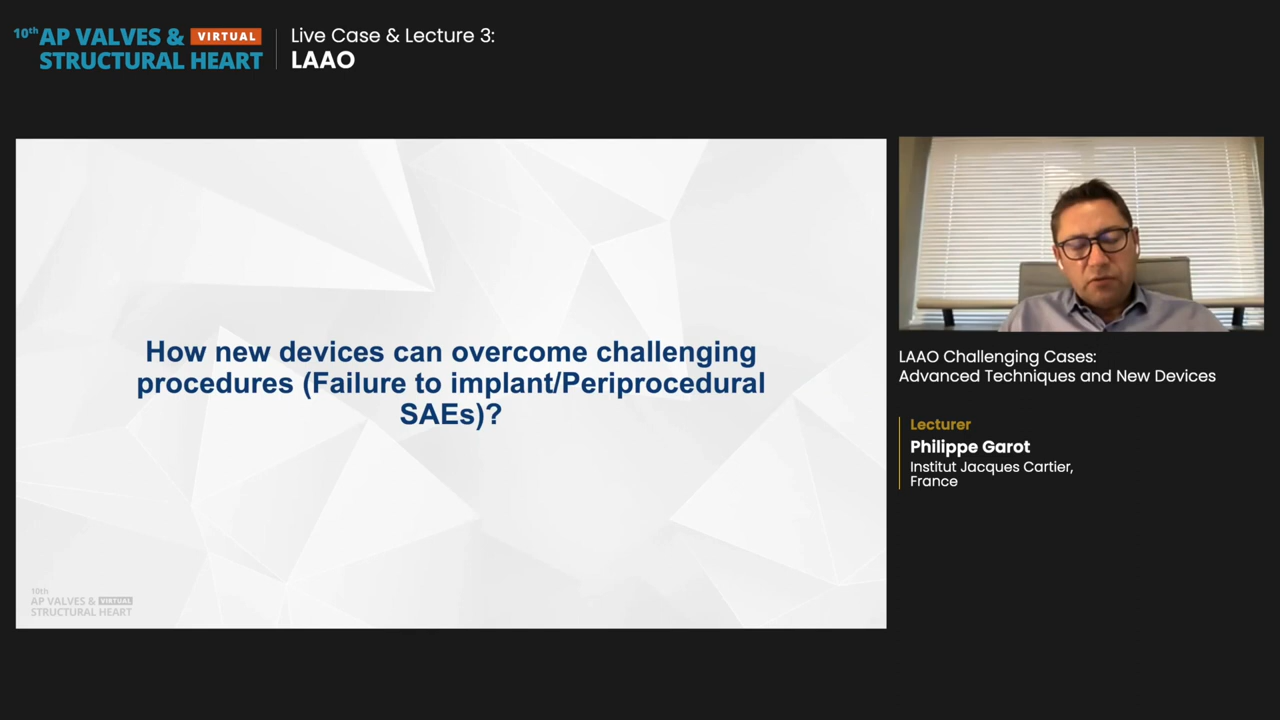 10th AP VALVES & VIRTUAL
STRUCTURAL HEART
Live Case & Lecture 3:
LAAO
How new devices can overcome challenging
procedures (Failure to implant/Periprocedural
SAEs)?
10th
AP VALVES & VIRTUAL
STRUCTURAL HEART
LAAO Challenging Cases:
Advanced Techniques and New Devices
Lecturer
Philippe Garot
Institut Jacques Cartier,
France